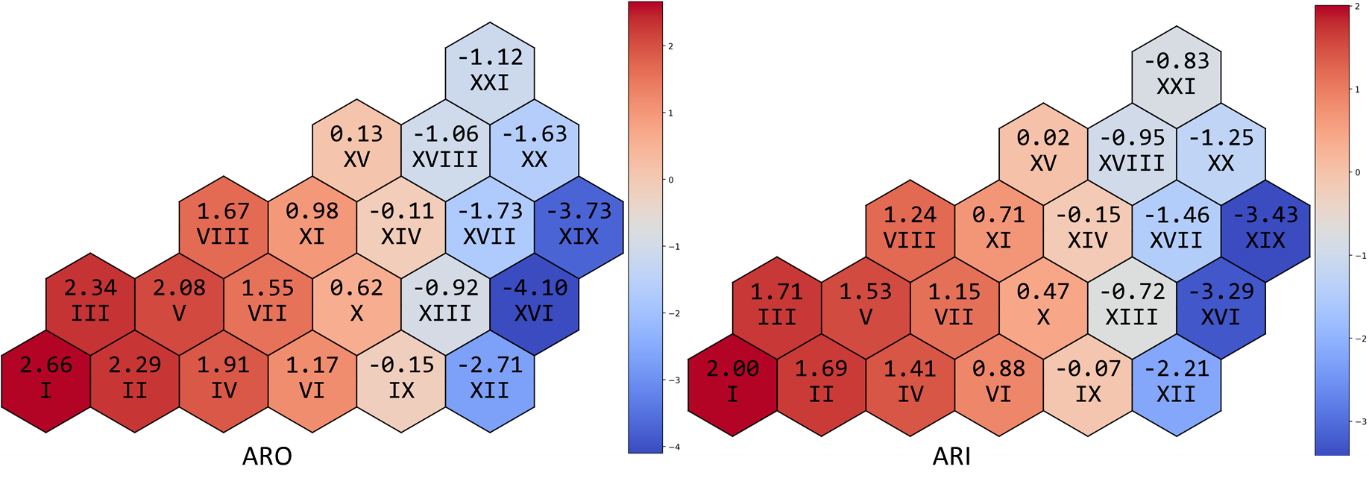 -1.12
XXI
0.13 -1.06 -1.63
XV XVIII XX
1.67 0.98 -0.11 -1.73 -3.73
VIII XI XIV XVII XIX
2.34 2.08 1.55 0.62 -0.92 -4.10
III V VII X XIII XVI
2.66 2.29 1.91 1.17 -0.15 -2.71
I II IV VI IX XII
ARO
2
1
0
−1
−2
−3
−4
-0.83
XXI
0.02 -0.95 -1.25
XV XVIII XX
1.24 0.71 -0.15 -1.46 -3.43
VIII XI XIV XVII XIX
1.71 1.53 1.15 0.47 -0.72 -3.29
III V VII X XIII XVI
2.00 1.69 1.41 0.88 -0.07 -2.21
I II IV VI IX XII
ARI
2
1
0
−1
−2
−3